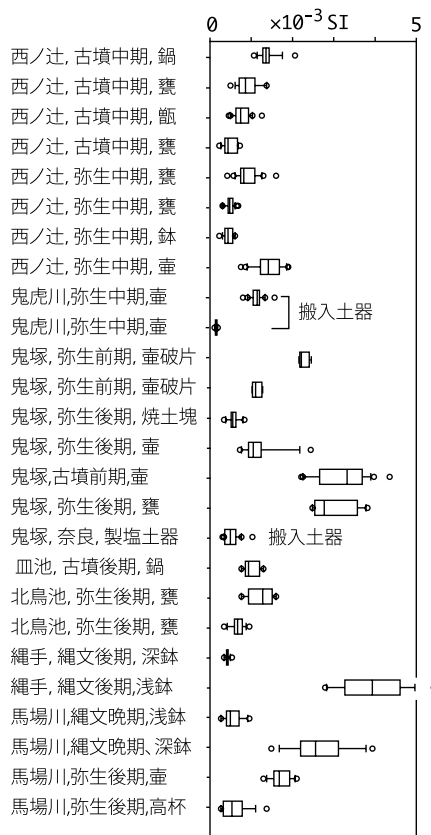 0 ×10⁻³ SI 5
西ノ辻, 古墳中期, 鍋
西ノ辻, 古墳中期, 甕
西ノ辻, 古墳中期, 甑
西ノ辻, 古墳中期, 甕
西ノ辻, 弥生中期, 甕
西ノ辻, 弥生中期, 甕
西ノ辻, 弥生中期, 鉢
西ノ辻, 弥生中期, 壷
鬼虎川,弥生中期,壷
搬入土器
鬼虎川,弥生中期,壷
鬼塚, 弥生前期, 壷破片
鬼塚, 弥生前期, 壷破片
鬼塚, 弥生後期, 焼土塊
鬼塚, 弥生後期, 壷
鬼塚,古墳前期,壷
鬼塚, 弥生後期, 甕
鬼塚, 奈良, 製塩土器 搬入土器
皿池, 古墳後期, 鍋
北鳥池, 弥生後期, 甕
北鳥池, 弥生後期, 甕
縄手, 縄文後期, 深鉢
縄手, 縄文後期,浅鉢
馬場川,縄文晩期,浅鉢
馬場川,縄文晩期、深鉢
馬場川,弥生後期,壷
馬場川,弥生後期,高杯